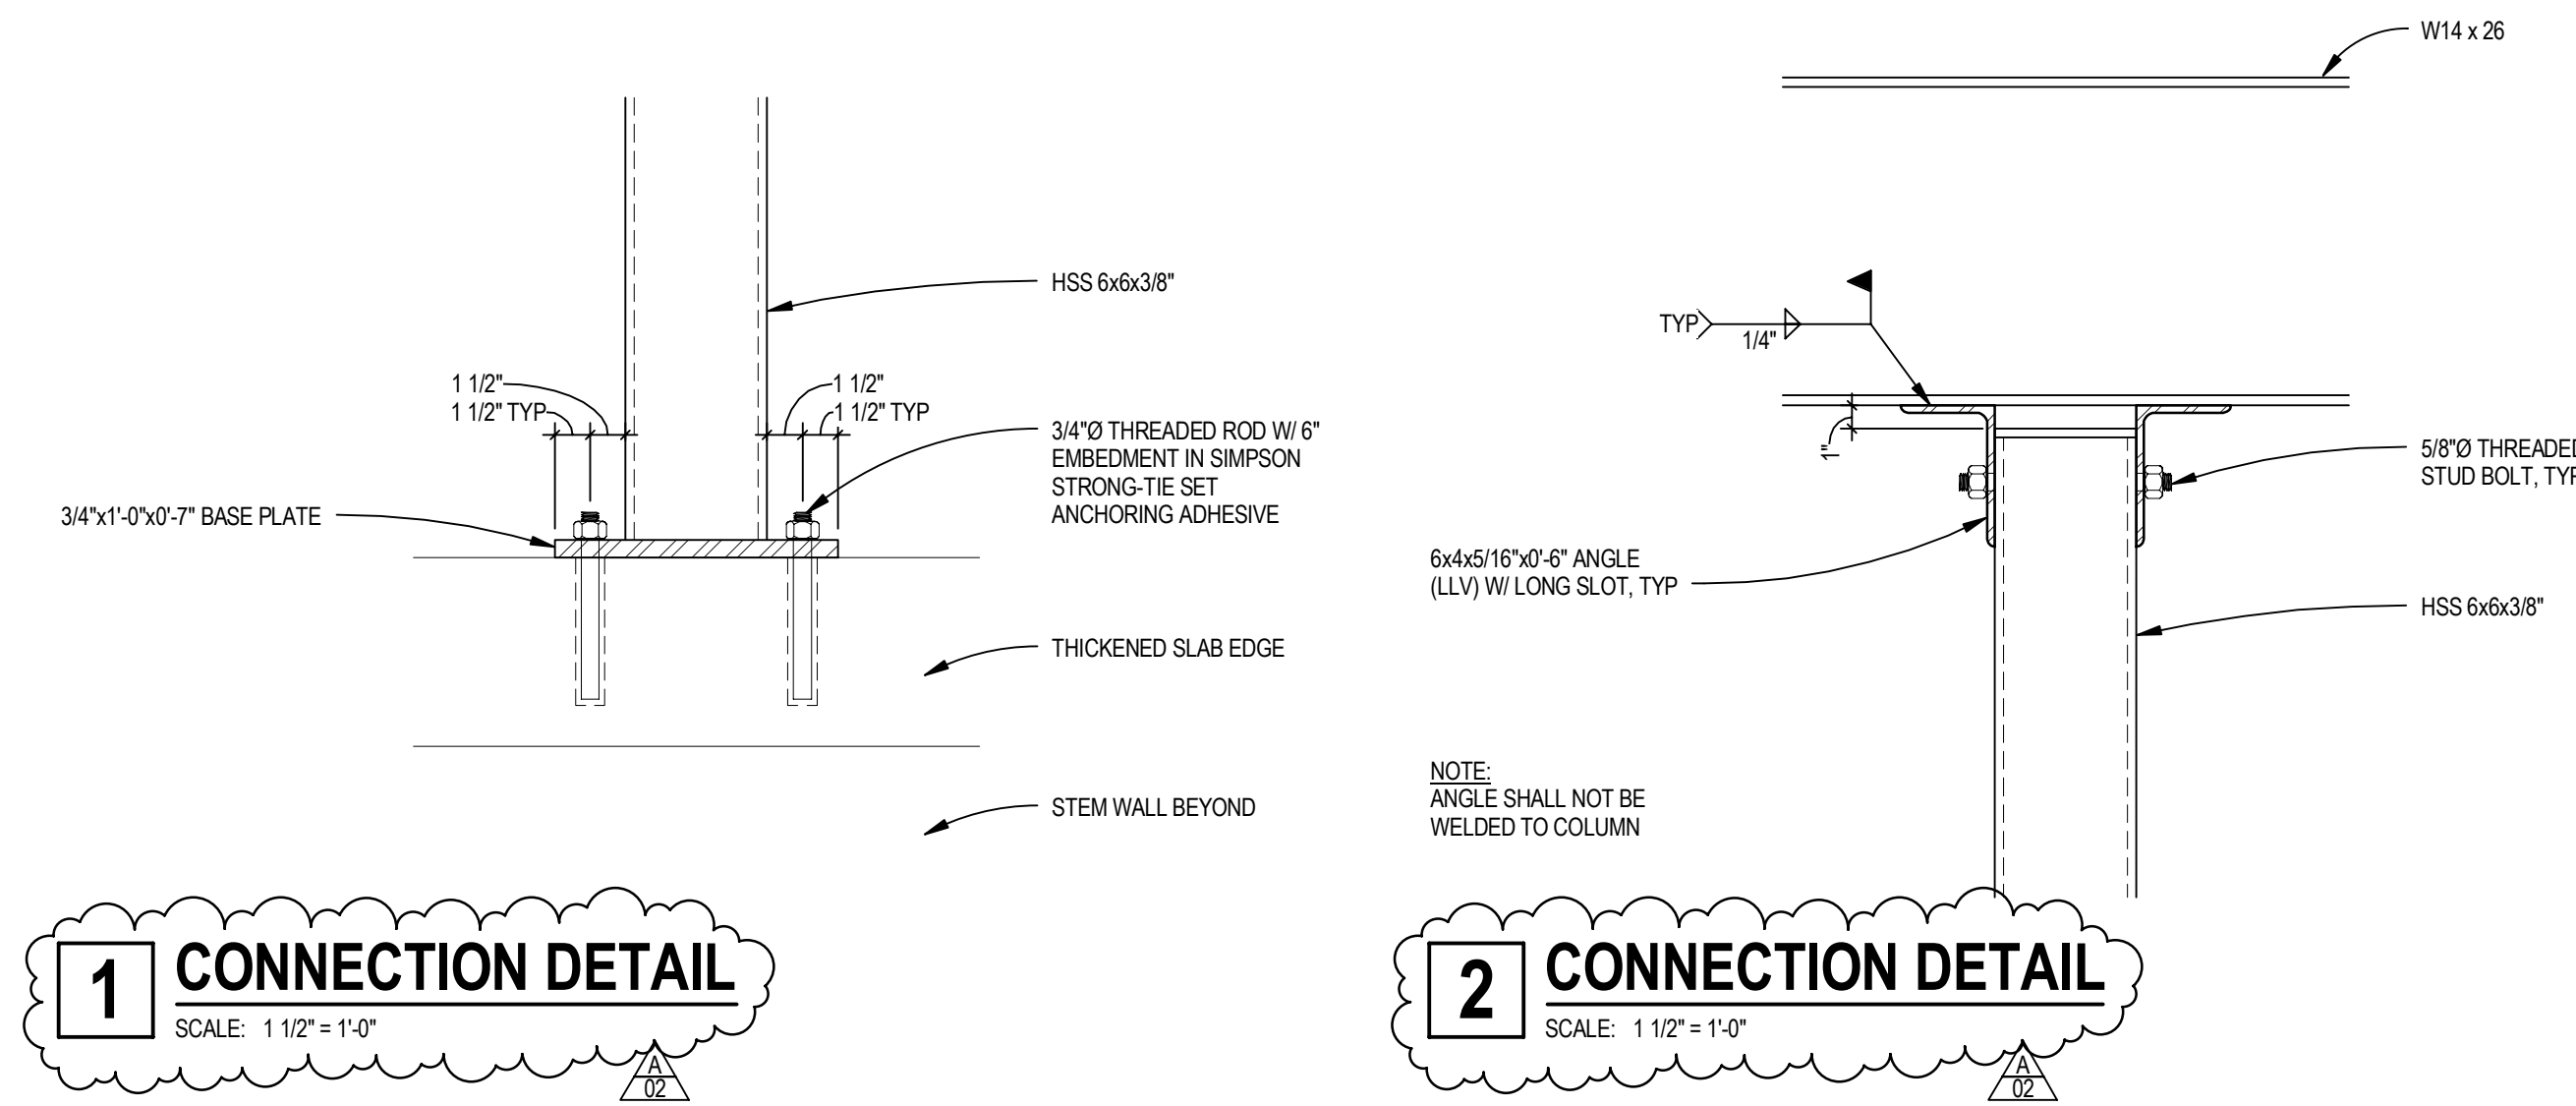 HSS 6x6x3/8"
1 1/2"
1 1/2" TYP
1 1/2"
1 1/2" TYP
3/4"Ø THREADED ROD W/ 6"
EMBEDMENT IN SIMPSON
STRONG-TIE SET
ANCHORING ADHESIVE
3/4"x1'-0"x0'-7" BASE PLATE
THICKENED SLAB EDGE
STEM WALL BEYOND
1 CONNECTION DETAIL
SCALE: 1 1/2" = 1'-0"
A
02
W14 x 26
TYP
1/4"
1"
5/8"Ø
STUD BOLT,
6x4x5/16"x0'-6" ANGLE
(LLV) W/ LONG SLOT, TYP
HSS 6x6x3/8"
NOTE:
ANGLE SHALL NOT BE
WELDED TO COLUMN
2 CONNECTION DETAIL
SCALE: 1 1/2" = 1'-0"
A
02